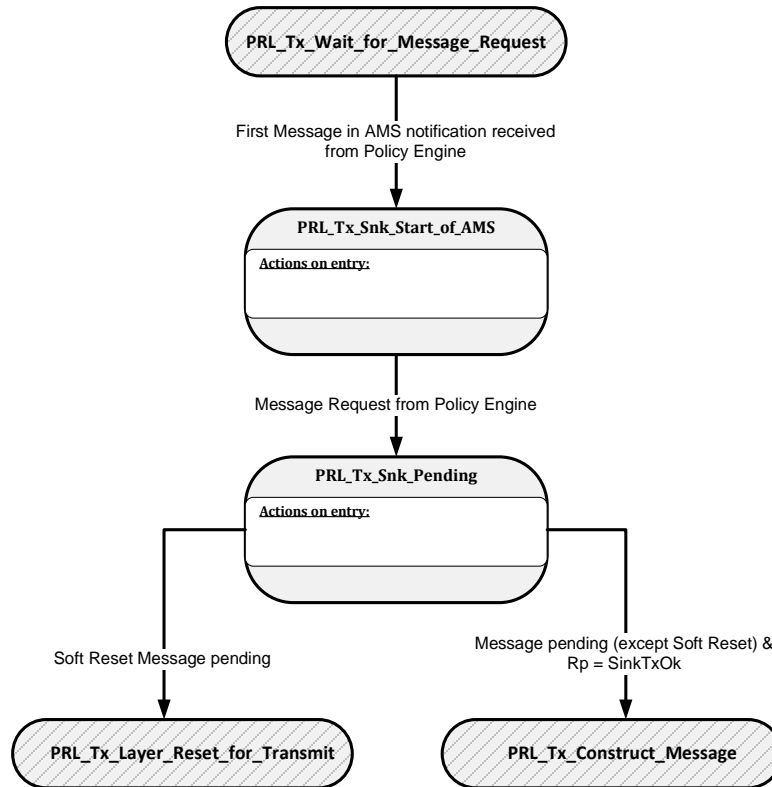 PRL_Tx_Wait_for_Message_Request
First Message in AMS notification received
from Policy Engine
PRL_Tx_Snk_Start_of_AMS
Actions on entry:
Message Request from Policy Engine
PRL_Tx_Snk_Pending
Actions on entry:
Soft Reset Message pending
Message pending (except Soft Reset) &
Rp = SinkTxOk
PRL_Tx_Layer_Reset_for_Transmit
PRL_Tx_Construct_Message